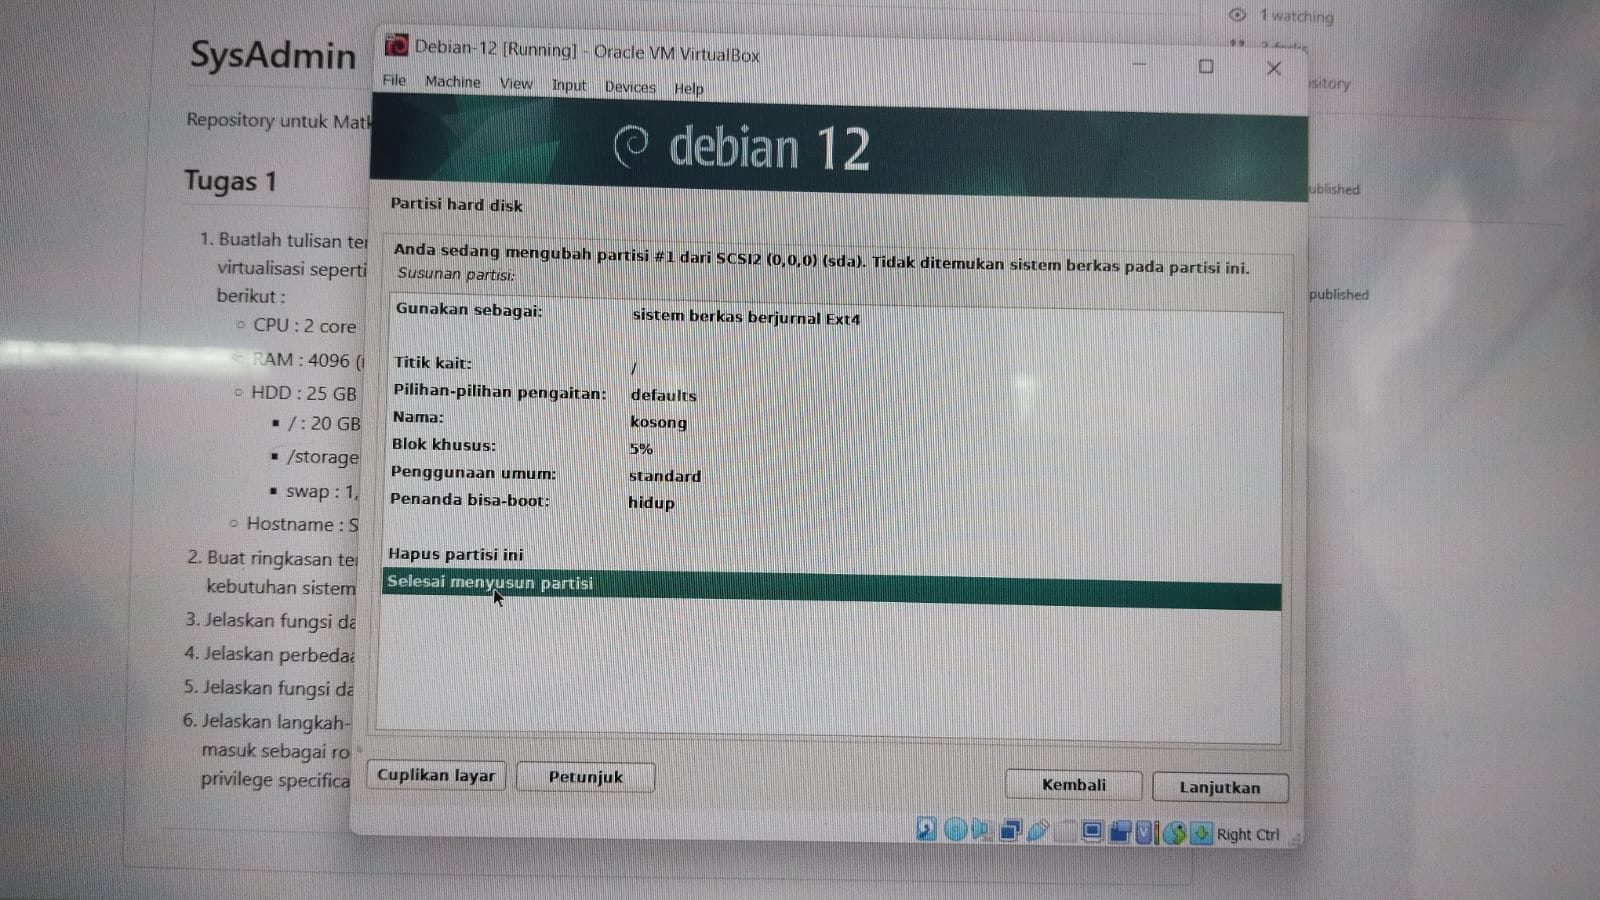 1 watching
SysAdmin
Debian-12 [Running] - Oracle VM VirtualBox
File Machine View Input Devices Help
Repository untuk Matk
debian 12
Tugas 1
Partisi hard disk
1. Buatlah tulisan ter
virtualisasi seperti
berikut :
CPU : 2 core
RAM : 4096 (
HDD : 25 GB
/ : 20 GB
/storage
swap : 1,
Hostname : S
2. Buat ringkasan ter
kebutuhan sistem
3. Jelaskan fungsi da
4. Jelaskan perbedaa
5. Jelaskan fungsi da
6. Jelaskan langkah-
masuk sebagai ro
privilege specifica
Anda sedang mengubah partisi #1 dari SCSI2 (0,0,0) (sda). Tidak ditemukan sistem berkas pada partisi ini.
Susunan partisi:
Gunakan sebagai: sistem berkas berjurnal Ext4
Titik kait: /
Pilihan-pilihan pengaitan: defaults
Nama: kosong
Blok khusus: 5%
Penggunaan umum: standard
Penanda bisa-boot: hidup
Hapus partisi ini
Selesai menyusun partisi
Cuplikan layar Petunjuk Kembali Lanjutkan
Right Ctrl
sitory
ublished
published